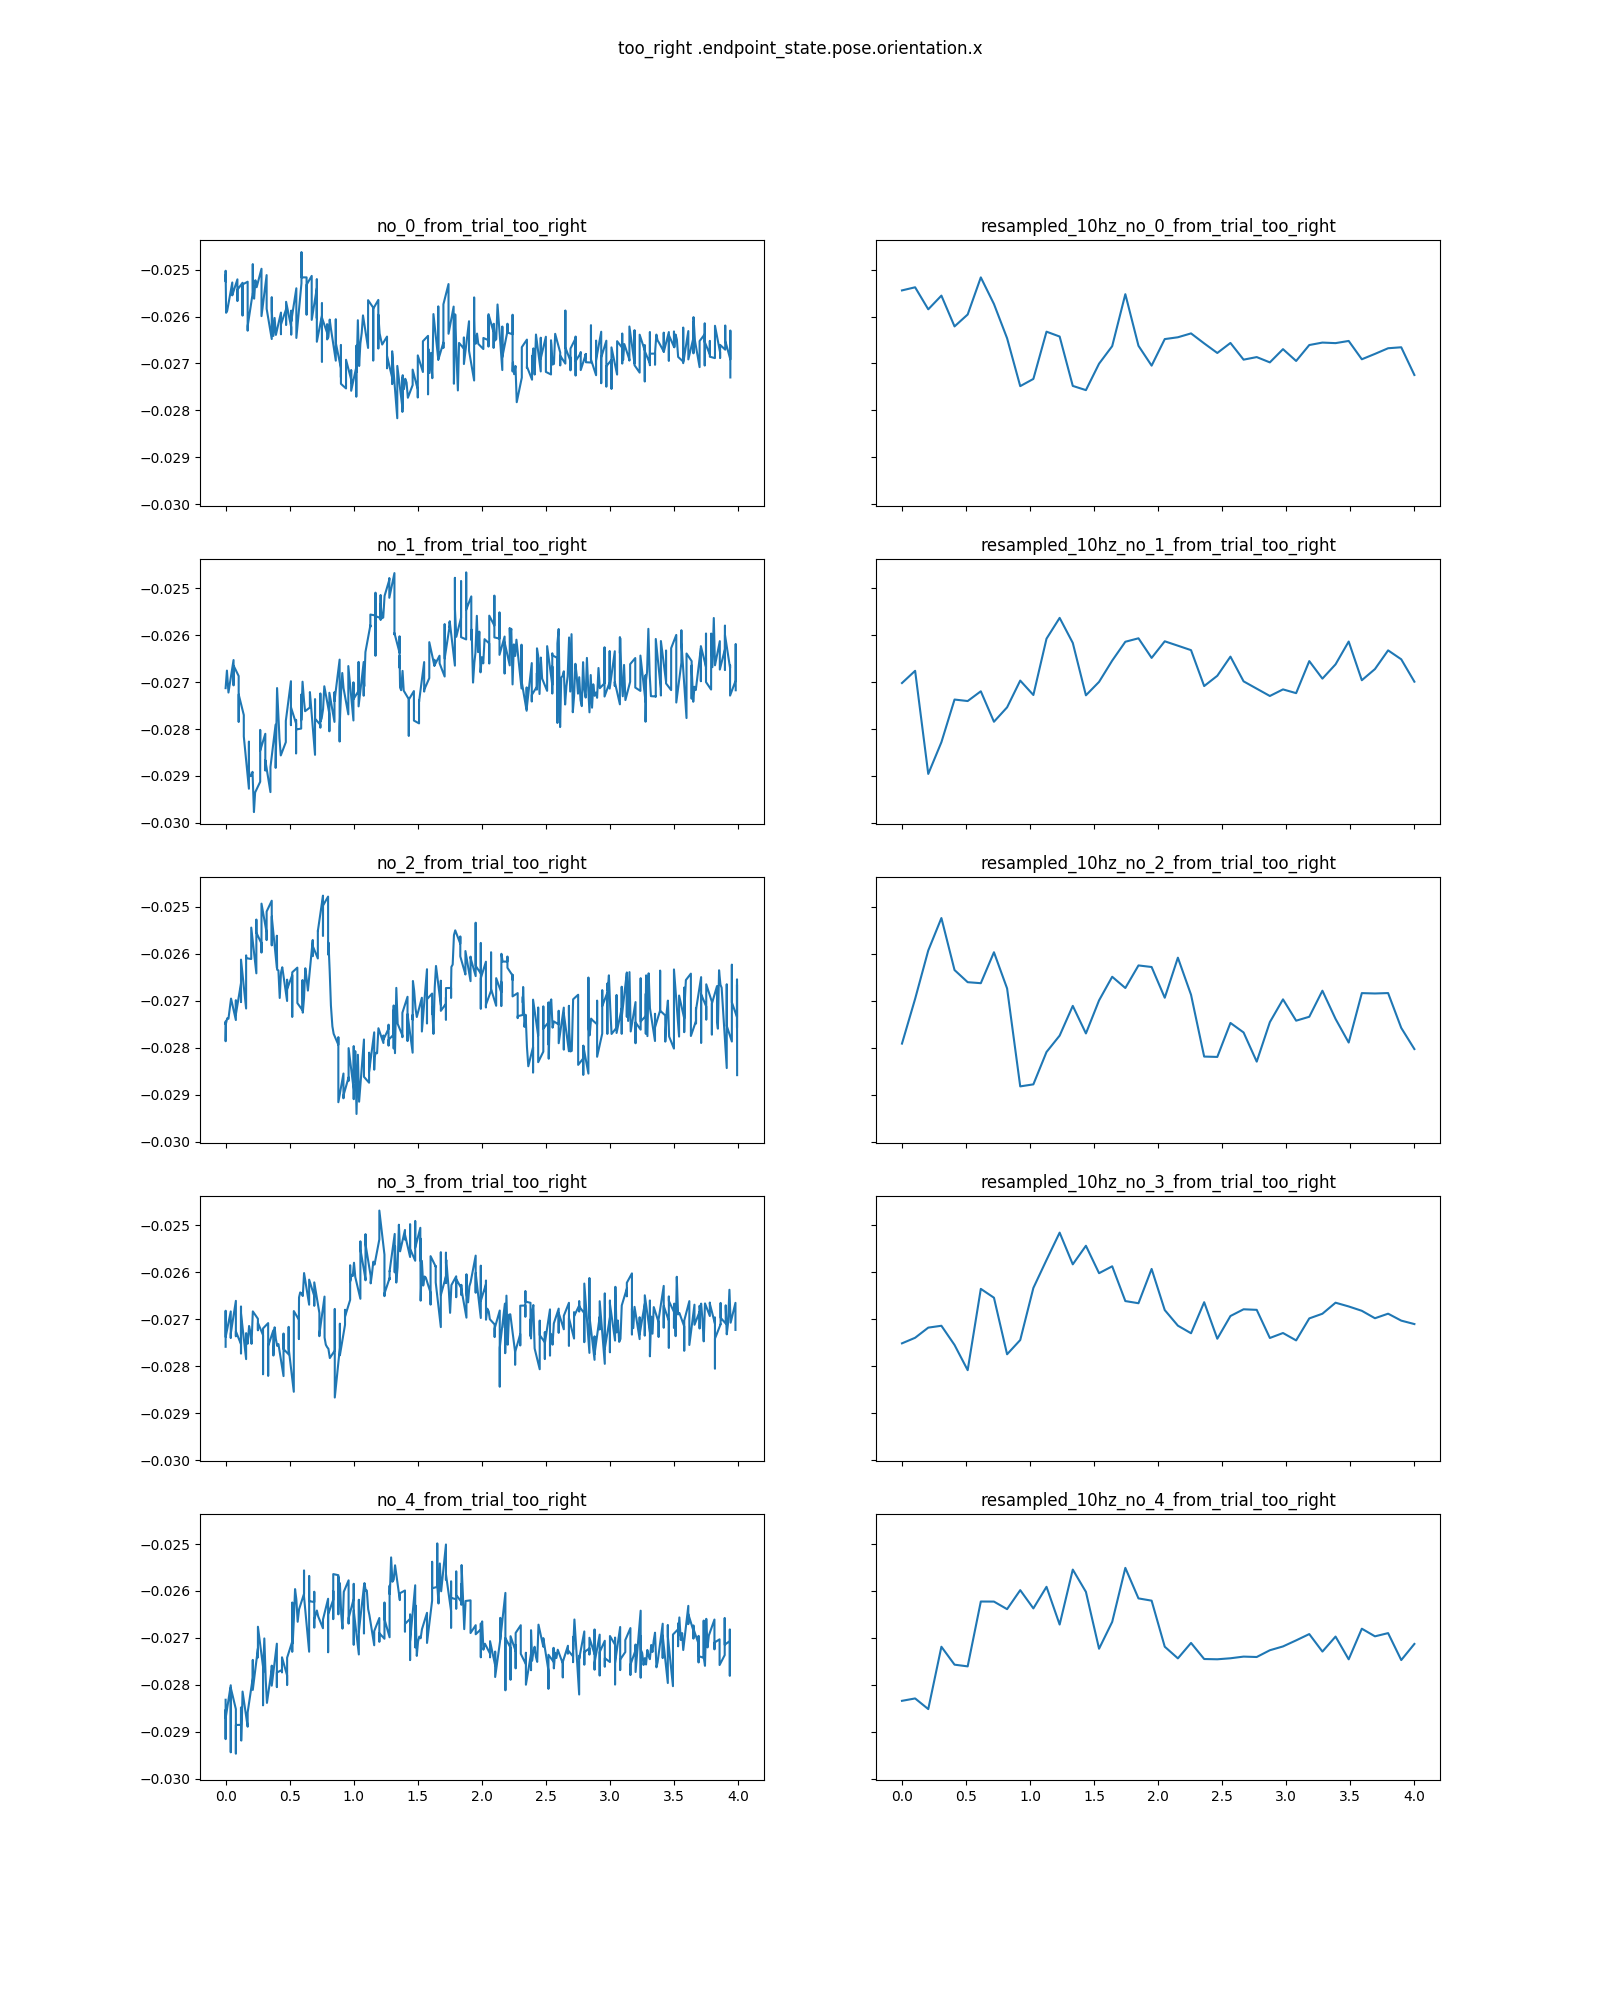 too_right .endpoint_state.pose.orientation.x
no_0_from_trial_too_right
resampled_10hz_no_0_from_trial_too_right
−0.025
−0.026
−0.027
−0.028
−0.029
−0.030
no_1_from_trial_too_right
resampled_10hz_no_1_from_trial_too_right
−0.025
−0.026
−0.027
−0.028
−0.029
−0.030
no_2_from_trial_too_right
resampled_10hz_no_2_from_trial_too_right
−0.025
−0.026
−0.027
−0.028
−0.029
−0.030
no_3_from_trial_too_right
resampled_10hz_no_3_from_trial_too_right
−0.025
−0.026
−0.027
−0.028
−0.029
−0.030
no_4_from_trial_too_right
resampled_10hz_no_4_from_trial_too_right
−0.025
−0.026
−0.027
−0.028
−0.029
−0.030
0.0 0.5 1.0 1.5 2.0 2.5 3.0 3.5 4.0
0.0 0.5 1.0 1.5 2.0 2.5 3.0 3.5 4.0